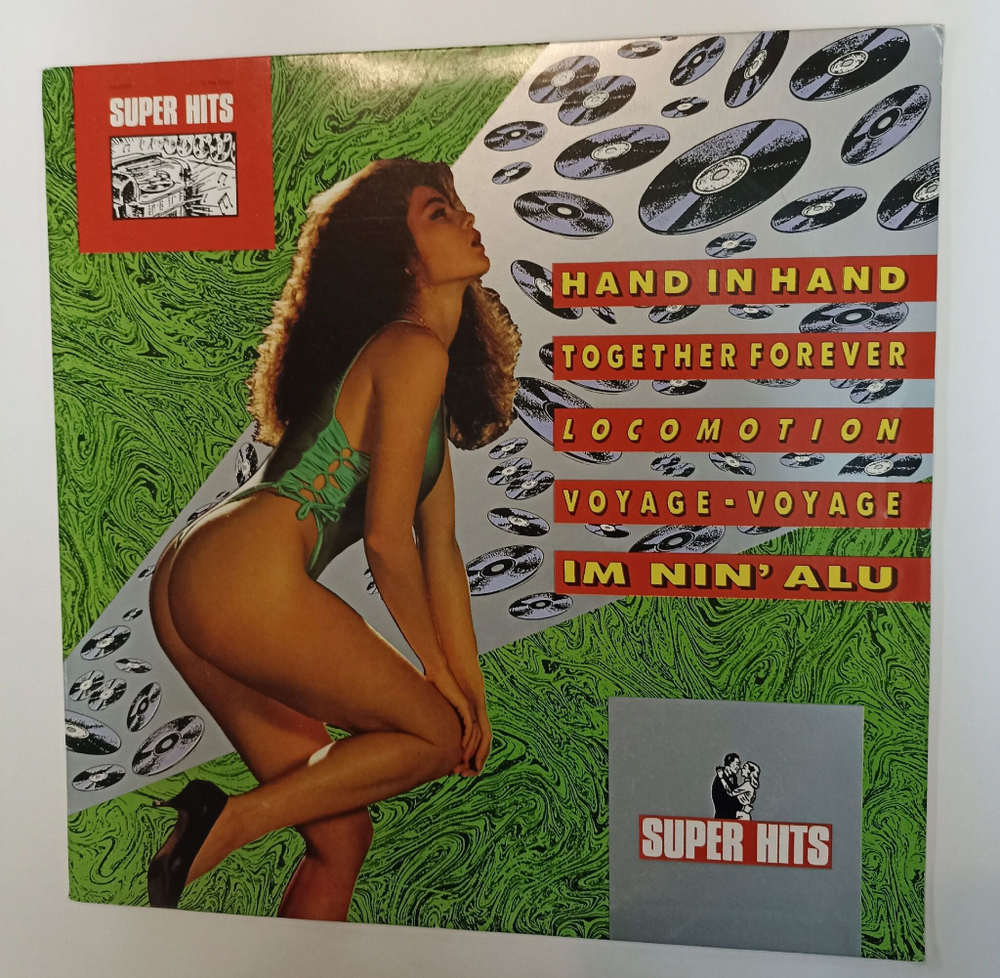 SUPER HITS
HAND IN HAND
TOGETHER FOREVER
LOCOMOTION
VOYAGE - VOYAGE
IM NIN' ALU
SUPER HITS